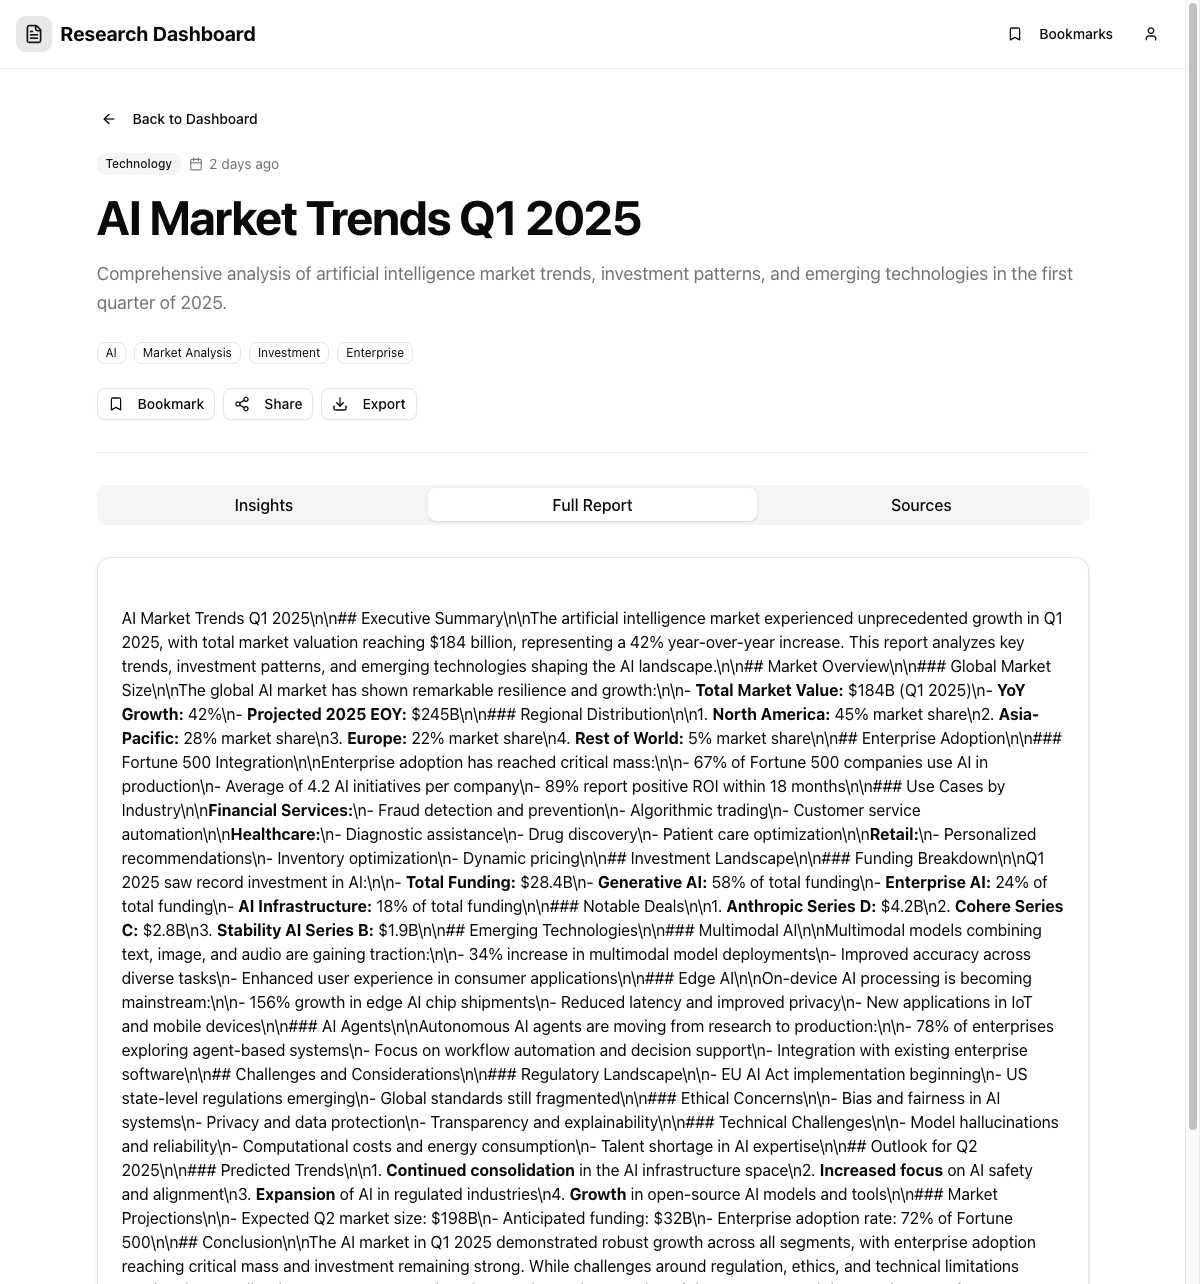 Research Dashboard
Bookmarks
Back to Dashboard
Technology
2 days ago
AI Market Trends Q1 2025
Comprehensive analysis of artificial intelligence market trends, investment patterns, and emerging technologies in the first
quarter of 2025.
AI
Market Analysis
Investment
Enterprise
Bookmark
Share
Export
Insights
Full Report
Sources
AI Market Trends Q1 2025\n\n## Executive Summary\n\nThe artificial intelligence market experienced unprecedented growth in Q1
2025, with total market valuation reaching $184 billion, representing a 42% year-over-year increase. This report analyzes key
trends, investment patterns, and emerging technologies shaping the AI landscape.\n\n## Market Overview\n\n### Global Market
Size\n\nThe global AI market has shown remarkable resilience and growth:\n\n- Total Market Value: $184B (Q1 2025)\n- YoY
Growth: 42%\n- Projected 2025 EOY: $245B\n\n### Regional Distribution\n\n1. North America: 45% market share\n2. Asia-
Pacific: 28% market share\n3. Europe: 22% market share\n4. Rest of World: 5% market share\n\n## Enterprise Adoption\n\n###
Fortune 500 Integration\n\nEnterprise adoption has reached critical mass:\n\n- 67% of Fortune 500 companies use AI in
production\n- Average of 4.2 AI initiatives per company\n- 89% report positive ROI within 18 months\n\n### Use Cases by
Industry\n\nFinancial Services:\n- Fraud detection and prevention\n- Algorithmic trading\n- Customer service
automation\n\nHealthcare:\n- Diagnostic assistance\n- Drug discovery\n- Patient care optimization\n\nRetail:\n- Personalized
recommendations\n- Inventory optimization\n- Dynamic pricing\n\n## Investment Landscape\n\n### Funding Breakdown\n\nQ1
2025 saw record investment in AI:\n\n- Total Funding: $28.4B\n- Generative AI: 58% of total funding\n- Enterprise AI: 24% of
total funding\n- AI Infrastructure: 18% of total funding\n\n### Notable Deals\n\n1. Anthropic Series D: $4.2B\n2. Cohere Series
C: $2.8B\n3. Stability AI Series B: $1.9B\n\n## Emerging Technologies\n\n### Multimodal AI\n\nMultimodal models combining
text, image, and audio are gaining traction:\n\n- 34% increase in multimodal model deployments\n- Improved accuracy across
diverse tasks\n- Enhanced user experience in consumer applications\n\n### Edge AI\n\nOn-device AI processing is becoming
mainstream:\n\n- 156% growth in edge AI chip shipments\n- Reduced latency and improved privacy\n- New applications in IoT
and mobile devices\n\n### AI Agents\n\nAutonomous AI agents are moving from research to production:\n\n- 78% of enterprises
exploring agent-based systems\n- Focus on workflow automation and decision support\n- Integration with existing enterprise
software\n\n## Challenges and Considerations\n\n### Regulatory Landscape\n\n- EU AI Act implementation beginning\n- US
state-level regulations emerging\n- Global standards still fragmented\n\n### Ethical Concerns\n\n- Bias and fairness in AI
systems\n- Privacy and data protection\n- Transparency and explainability\n\n### Technical Challenges\n\n- Model hallucinations
and reliability\n- Computational costs and energy consumption\n- Talent shortage in AI expertise\n\n## Outlook for Q2
2025\n\n### Predicted Trends\n\n1. Continued consolidation in the AI infrastructure space\n2. Increased focus on AI safety
and alignment\n3. Expansion of AI in regulated industries\n4. Growth in open-source AI models and tools\n\n### Market
Projections\n\n- Expected Q2 market size: $198B\n- Anticipated funding: $32B\n- Enterprise adoption rate: 72% of Fortune
500\n\n## Conclusion\n\nThe AI market in Q1 2025 demonstrated robust growth across all segments, with enterprise adoption
reaching critical mass and investment remaining strong. While challenges around regulation, ethics, and technical limitations